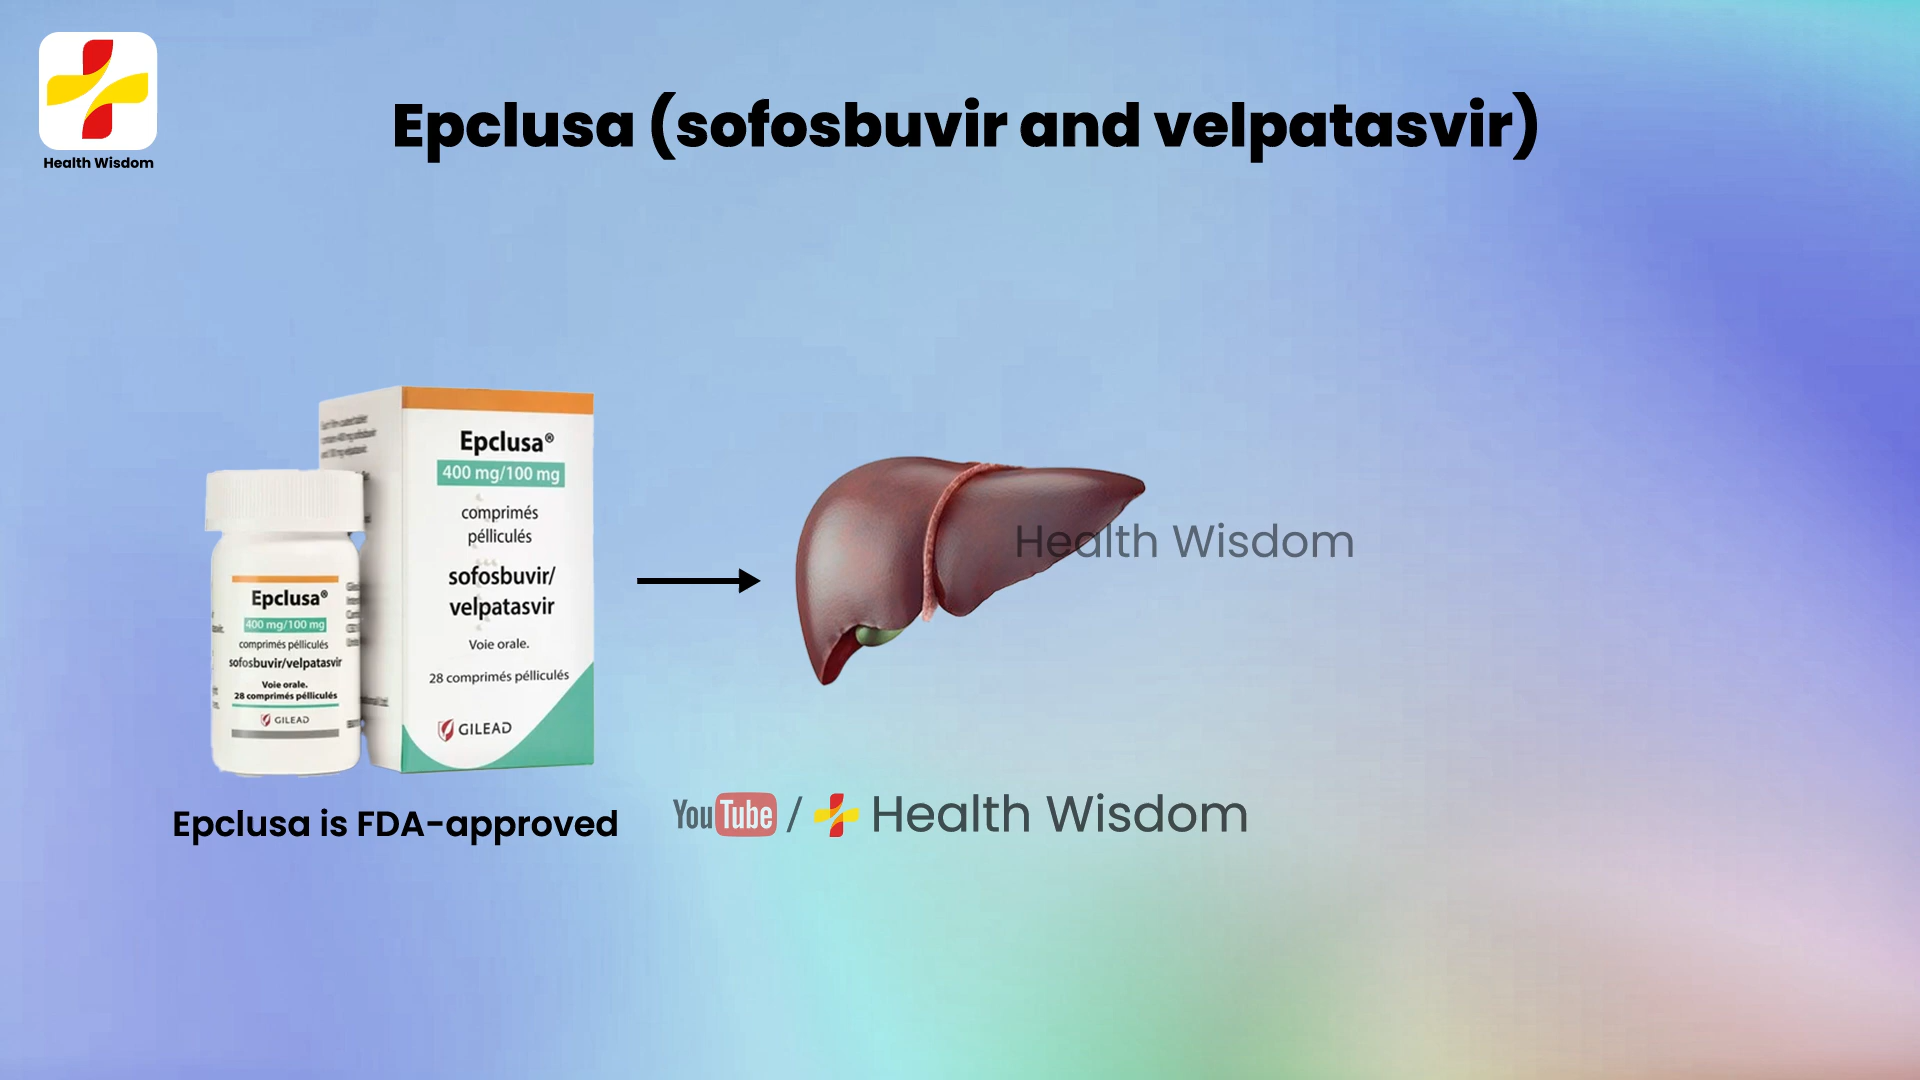 Health Wisdom
Epclusa (sofosbuvir and velpatasvir)
Epclusa®
400 mg/100 mg
comprimés
pélliculés
sofosbuvir/
velpatasvir
Voie orale.
28 comprimés pélliculés
GILEAD
Epclusa®
400 mg/100 mg
comprimés pélliculés
sofosbuvir/velpatasvir
Voie orale.
28 comprimés pélliculés
GILEAD
Health Wisdom
Epclusa is FDA-approved
YouTube / Health Wisdom